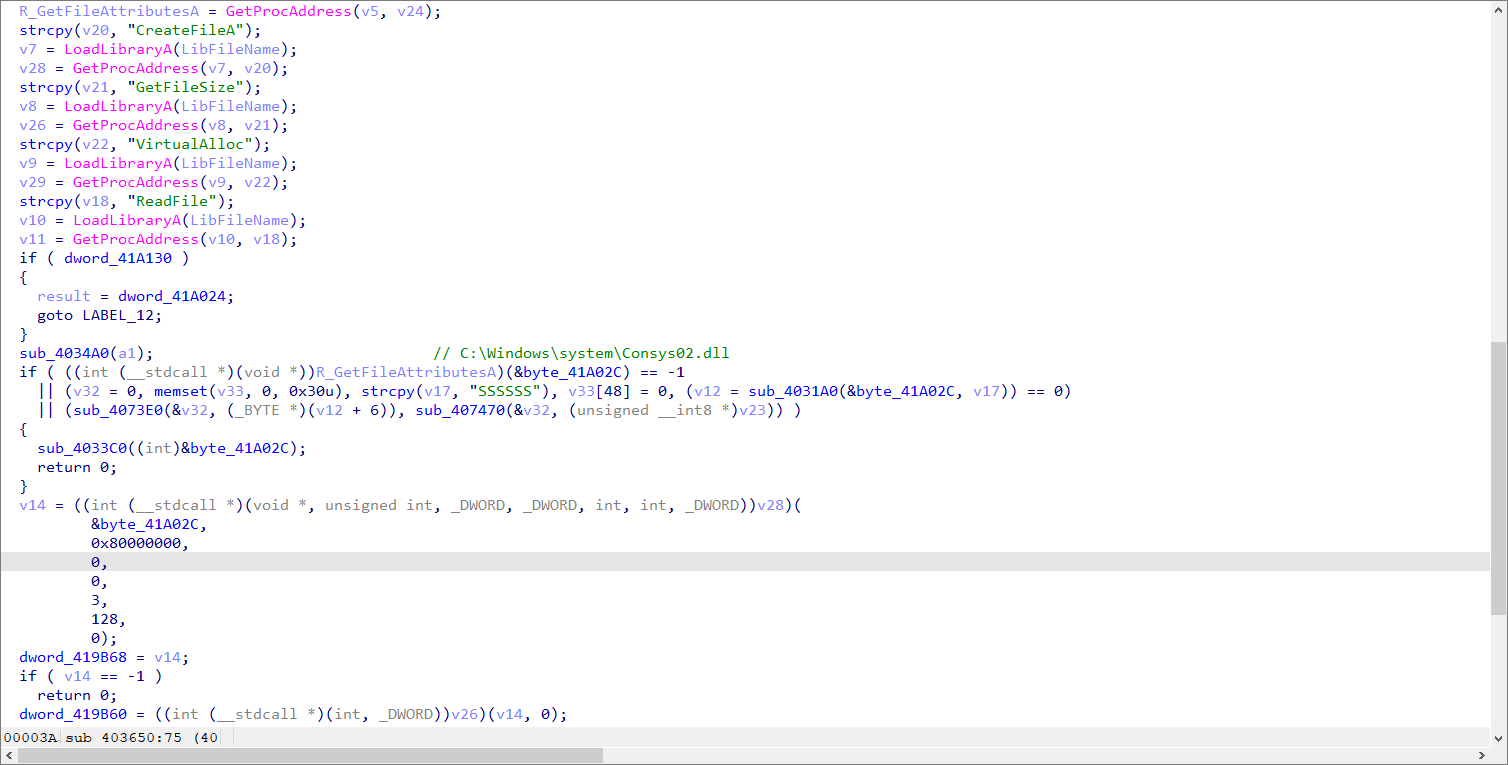 R_GetFileAttributesA = GetProcAddress(v5, v24);
strcpy(v20, "CreateFileA");
v7 = LoadLibraryA(LibFileName);
v28 = GetProcAddress(v7, v20);
strcpy(v21, "GetFileSize");
v8 = LoadLibraryA(LibFileName);
v26 = GetProcAddress(v8, v21);
strcpy(v22, "VirtualAlloc");
v9 = LoadLibraryA(LibFileName);
v29 = GetProcAddress(v9, v22);
strcpy(v18, "ReadFile");
v10 = LoadLibraryA(LibFileName);
v11 = GetProcAddress(v10, v18);
if ( dword_41A130 )
{
result = dword_41A024;
goto LABEL_12;
}
sub_4034A0(a1); // C:\Windows\system\Consys02.dll
if ( ((int (__stdcall *)(void *))R_GetFileAttributesA)(&byte_41A02C) == -1
|| (v32 = 0, memset(v33, 0, 0x30u), strcpy(v17, "SSSSSS"), v33[48] = 0, (v12 = sub_4031A0(&byte_41A02C, v17)) == 0)
|| (sub_4073E0(&v32, (_BYTE *)(v12 + 6)), sub_407470(&v32, (unsigned __int8 *)v23)) )
{
sub_4033C0((int)&byte_41A02C);
return 0;
}
v14 = ((int (__stdcall *)(void *, unsigned int, _DWORD, _DWORD, int, int, _DWORD))v28)(
&byte_41A02C,
0x80000000,
0,
0,
3,
128,
0);
dword_419B68 = v14;
if ( v14 == -1 )
return 0;
dword_419B60 = ((int (__stdcall *)(int, _DWORD))v26)(v14, 0);
00003A sub 403650:75 (40